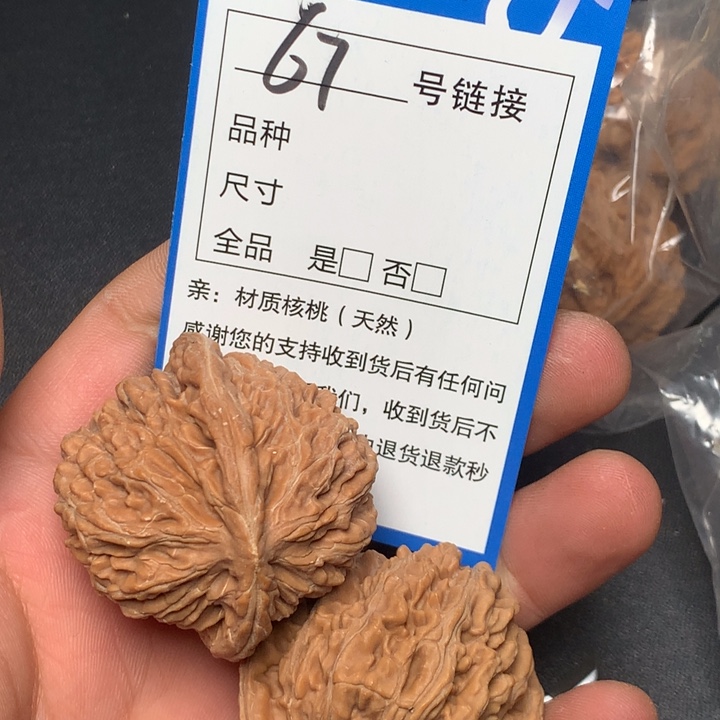 67 号链接
品种
尺寸
全品 是□ 否□
亲：材质核桃（天然）
感谢您的支持收到货后有任何问
我们，收到货后不
退货退款秒